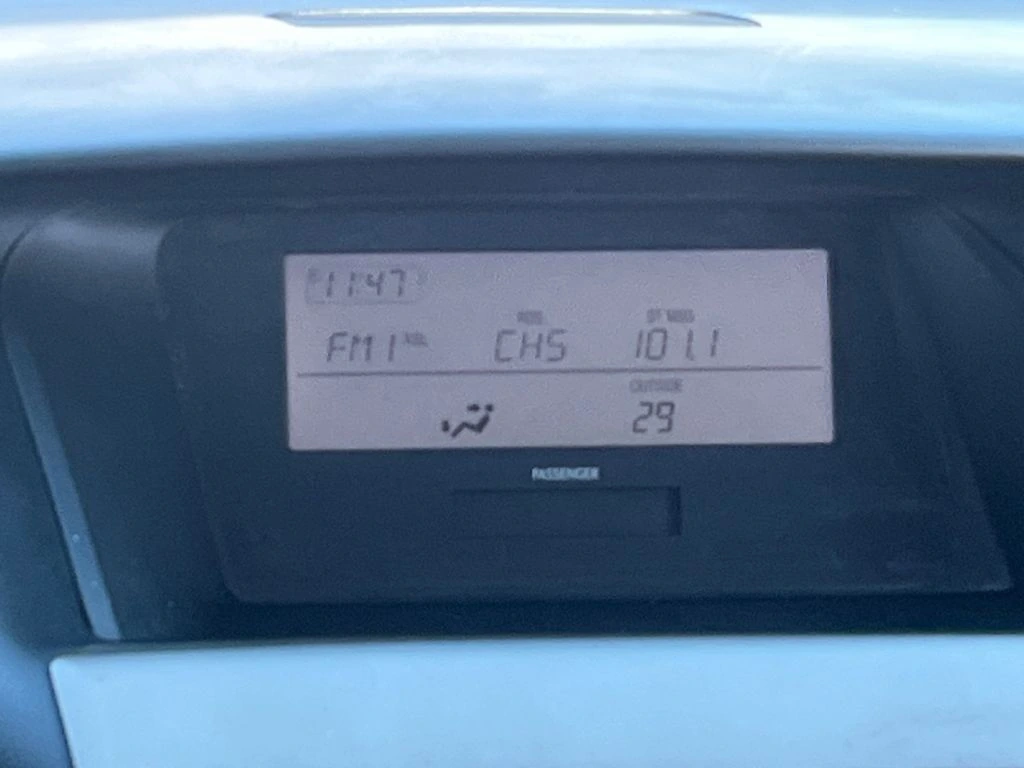 11:47
FM1 CH5 101.1
OUTSIDE
29
PASSENGER